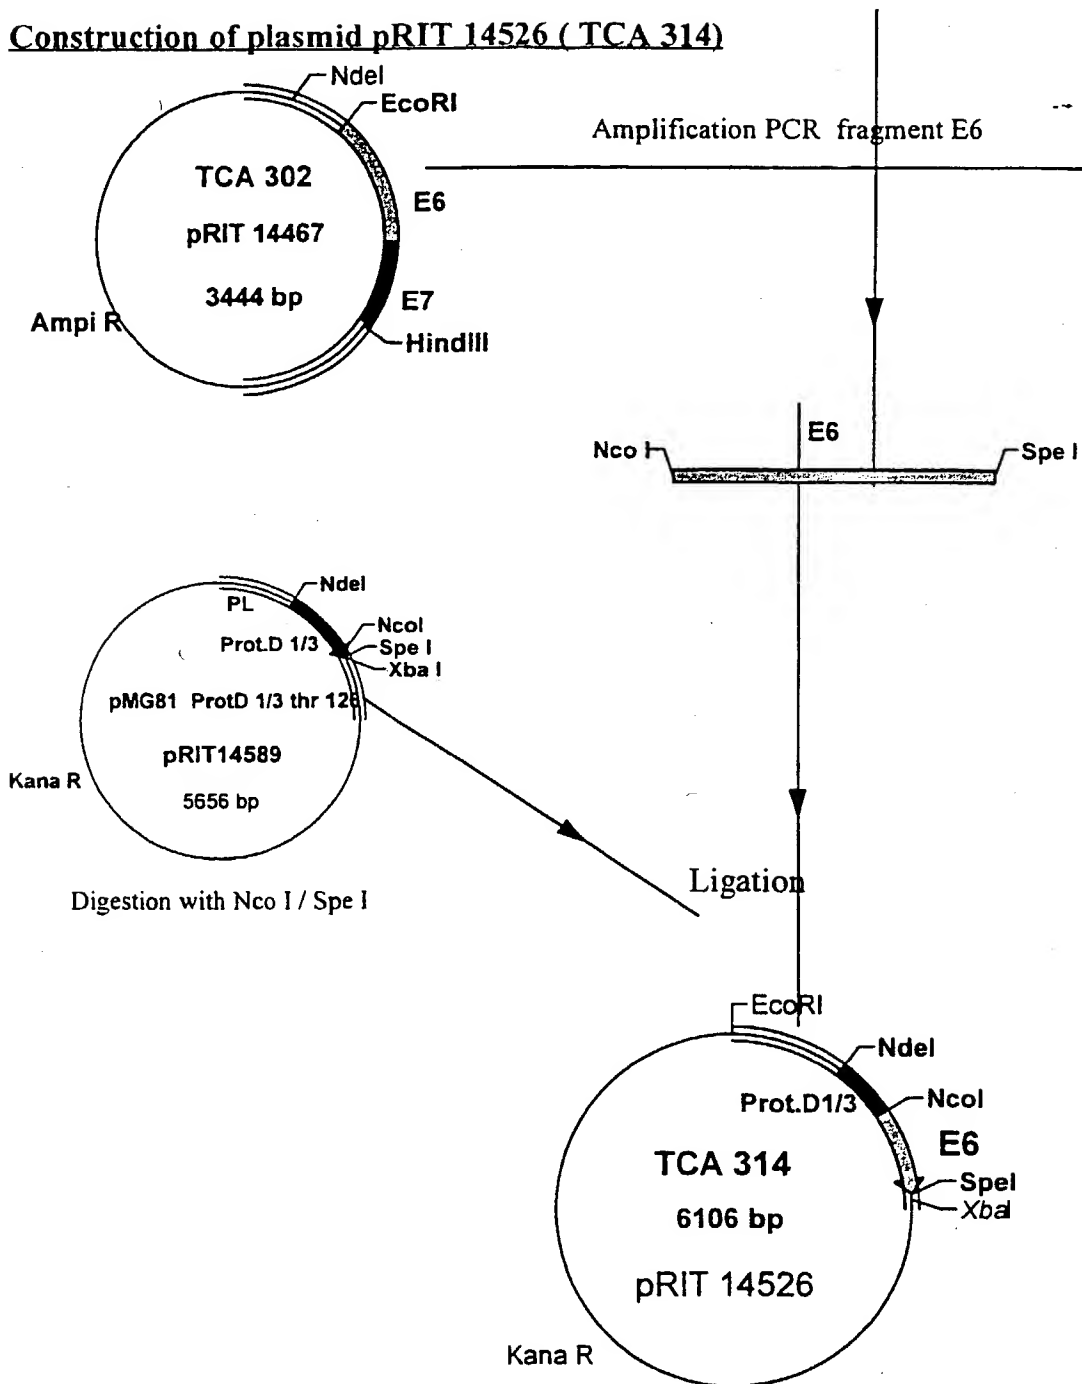 Construction of plasmid pRIT 14526 ( TCA 314)
NdeI
EcoRI
Amplification PCR fragment E6
TCA 302
pRIT 14467
3444 bp
E6
E7
Ampi R
HindIII
E6
Nco I
Spe I
NdeI
PL
NcoI
Prot.D 1/3
Spe I
Xba I
pMG81 ProtD 1/3 thr 126
pRIT14589
Kana R
5656 bp
Ligation
Digestion with Nco I / Spe I
EcoRI
NdeI
Prot.D1/3
NcoI
E6
TCA 314
SpeI
XbaI
6106 bp
pRIT 14526
Kana R